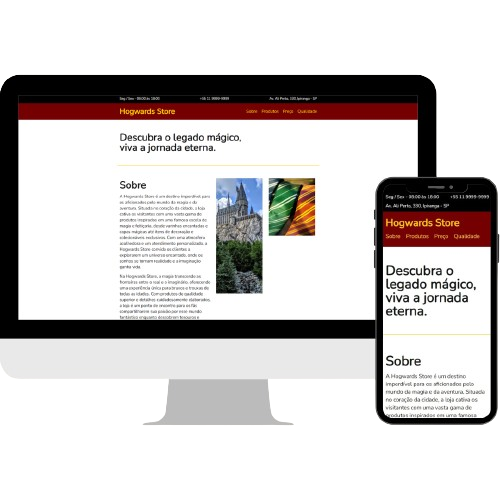 Seg / Sex - 09:00 às 18:00
+55 11 9999-9999
Av. Ali Perto, 330, Ipiranga - SP
Hogwards Store
Sobre Produtos Preço Qualidade
Descubra o legado mágico,
viva a jornada eterna.
Sobre
A Hogwards Store é um destino imperdível para
os aficionados pelo mundo da magia e da
aventura. Situada no coração da cidade, a loja
cativa os visitantes com uma vasta gama de
produtos inspirados em uma famosa escola de
magia e feitiçaria, desde varinhas encantadas a
capas mágicas até itens de decoração e
colecionáveis exclusivos. Com uma atmosfera
acolhedora e um atendimento personalizado, a
Hogwards Store convida os clientes a
explorarem um universo encantado, onde os
sonhos se tornam realidade e a imaginação
ganha vida.
Na Hogwards Store, a magia transcende as
fronteiras entre o real e o imaginário, oferecendo
uma experiência única para bruxos e trouxas de
todas as idades. Com produtos de qualidade
superior e detalhes cuidadosamente elaborados,
a loja é um ponto de encontro para os fãs
compartilharem sua paixão por esse mundo
fantástico enquanto descobrem tesouros e
Seg / Sex - 09:00 às 18:00
+55 11 9999-9999
Av. Ali Perto, 330, Ipiranga - SP
Hogwards Store
Sobre Produtos Preço Qualidade
Descubra o
legado mágico,
viva a jornada
eterna.
Sobre
A Hogwards Store é um destino
imperdível para os aficionados pelo
mundo da magia e da aventura. Situada
no coração da cidade, a loja cativa os
visitantes com uma vasta gama de
produtos inspirados em uma famosa